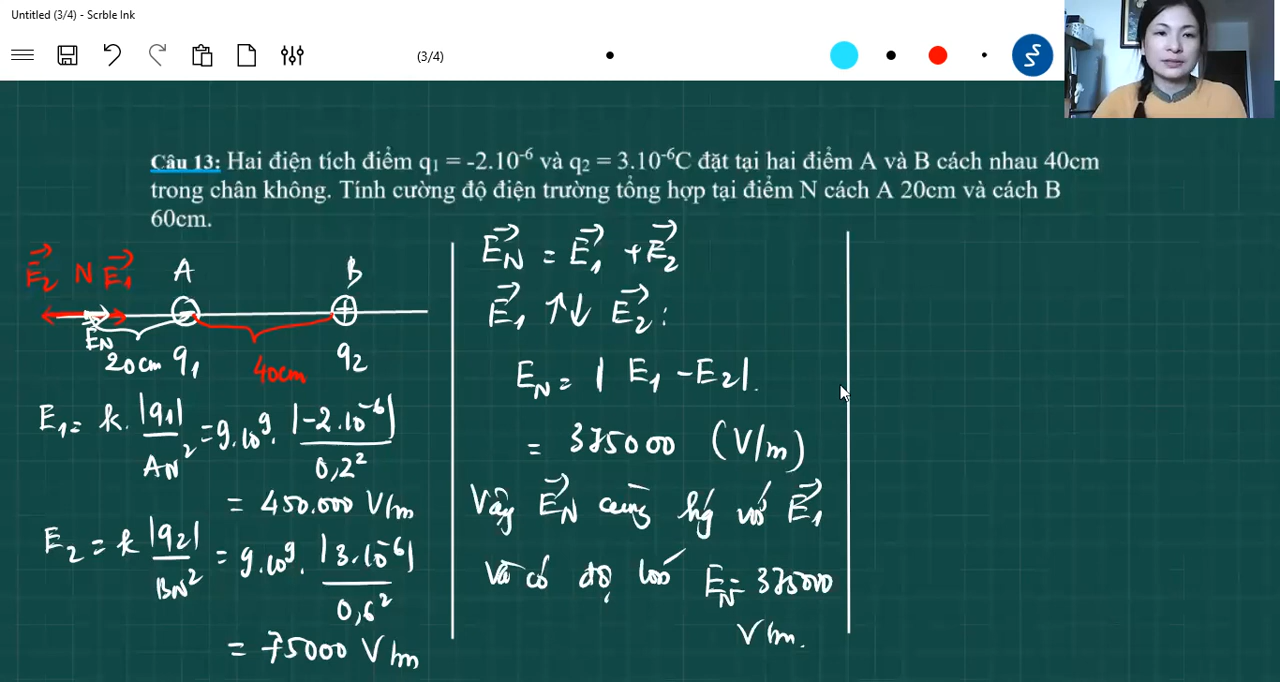 Untitled (3/4) - Scrble Ink
(3/4)
Câu 13: Hai điện tích điểm q₁ = -2.10⁻⁶ và q₂ = 3.10⁻⁶C đặt tại hai điểm A và B cách nhau 40cm
trong chân không. Tính cường độ điện trường tổng hợp tại điểm N cách A 20cm và cách B
60cm.
E₂→ N E₁→ A B
E_N
20cm q₁ 40cm q₂
E₁ = k. |q₁|/AN² = 9.10⁹. |-2.10⁻⁶|/0,2²
= 450.000 V/m
E₂ = k |q₂|/BN² = 9.10⁹. |3.10⁻⁶|/0,6²
= 75000 V/m
E_N→ = E₁→ + E₂→
E₁→ ↑↓ E₂→ :
E_N = | E₁ - E₂|.
= 375000 (V/m)
Vậy E_N→ cùng hg với E₁→
và có độ lớn E_N = 375000
V/m.